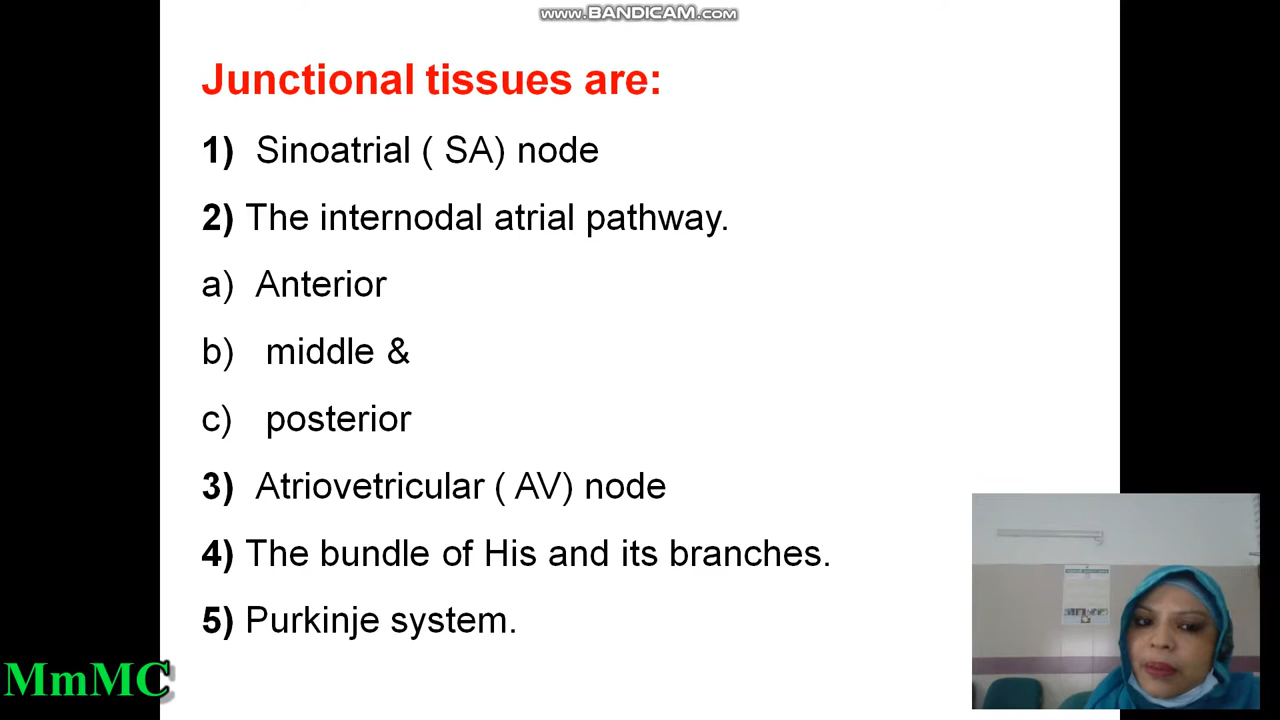 www.BANDICAM.com
Junctional tissues are:
1) Sinoatrial ( SA) node
2) The internodal atrial pathway.
a) Anterior
b) middle &
c) posterior
3) Atriovetricular ( AV) node
4) The bundle of His and its branches.
5) Purkinje system.
MmMC